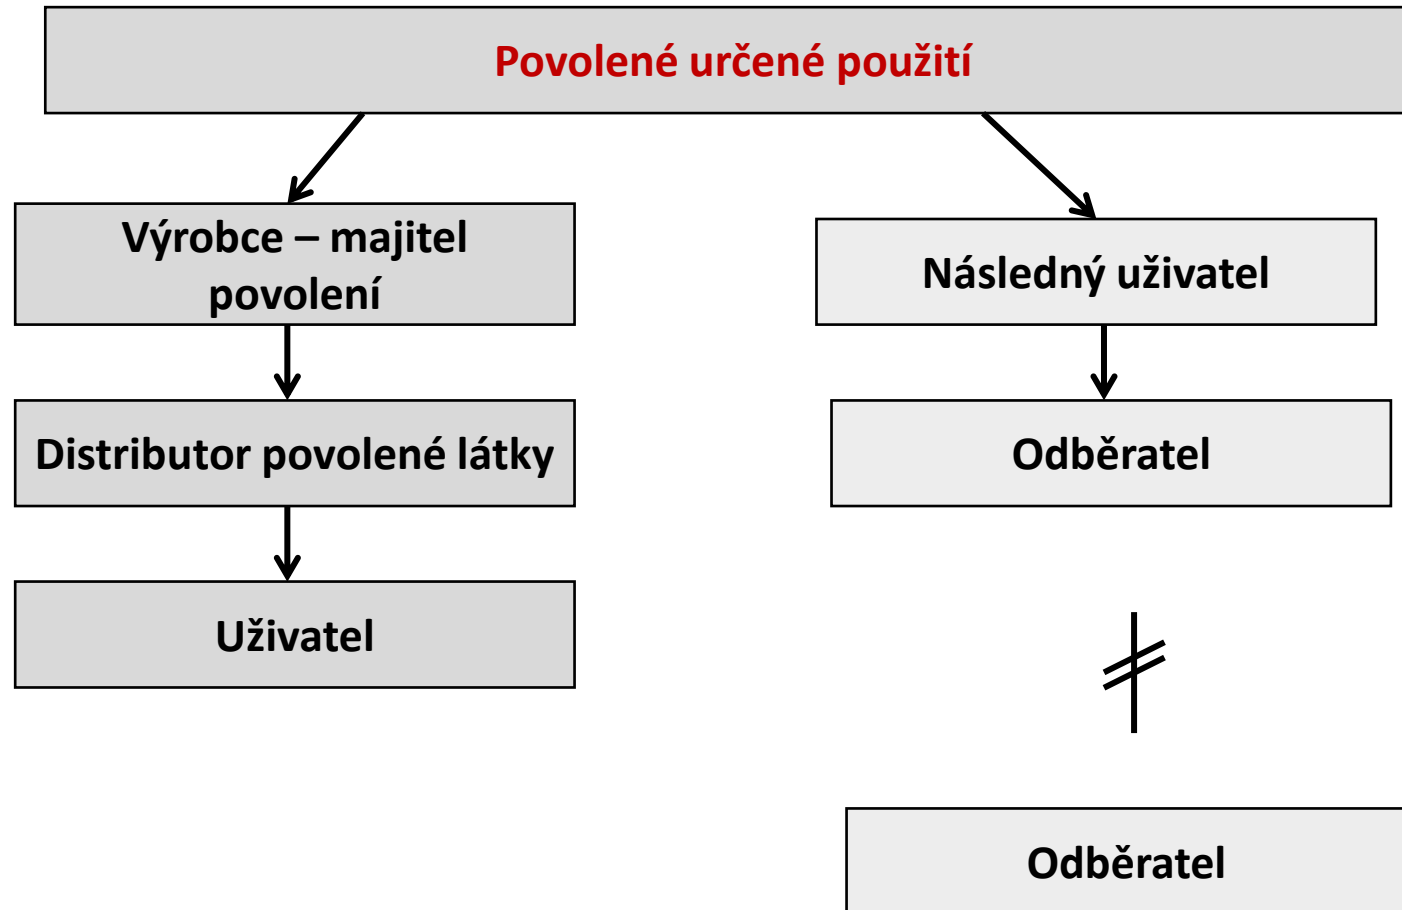 Povolené určené použití
Výrobce – majitel
povolení
Následný uživatel
Distributor povolené látky
Odběratel
Uživatel
Odběratel